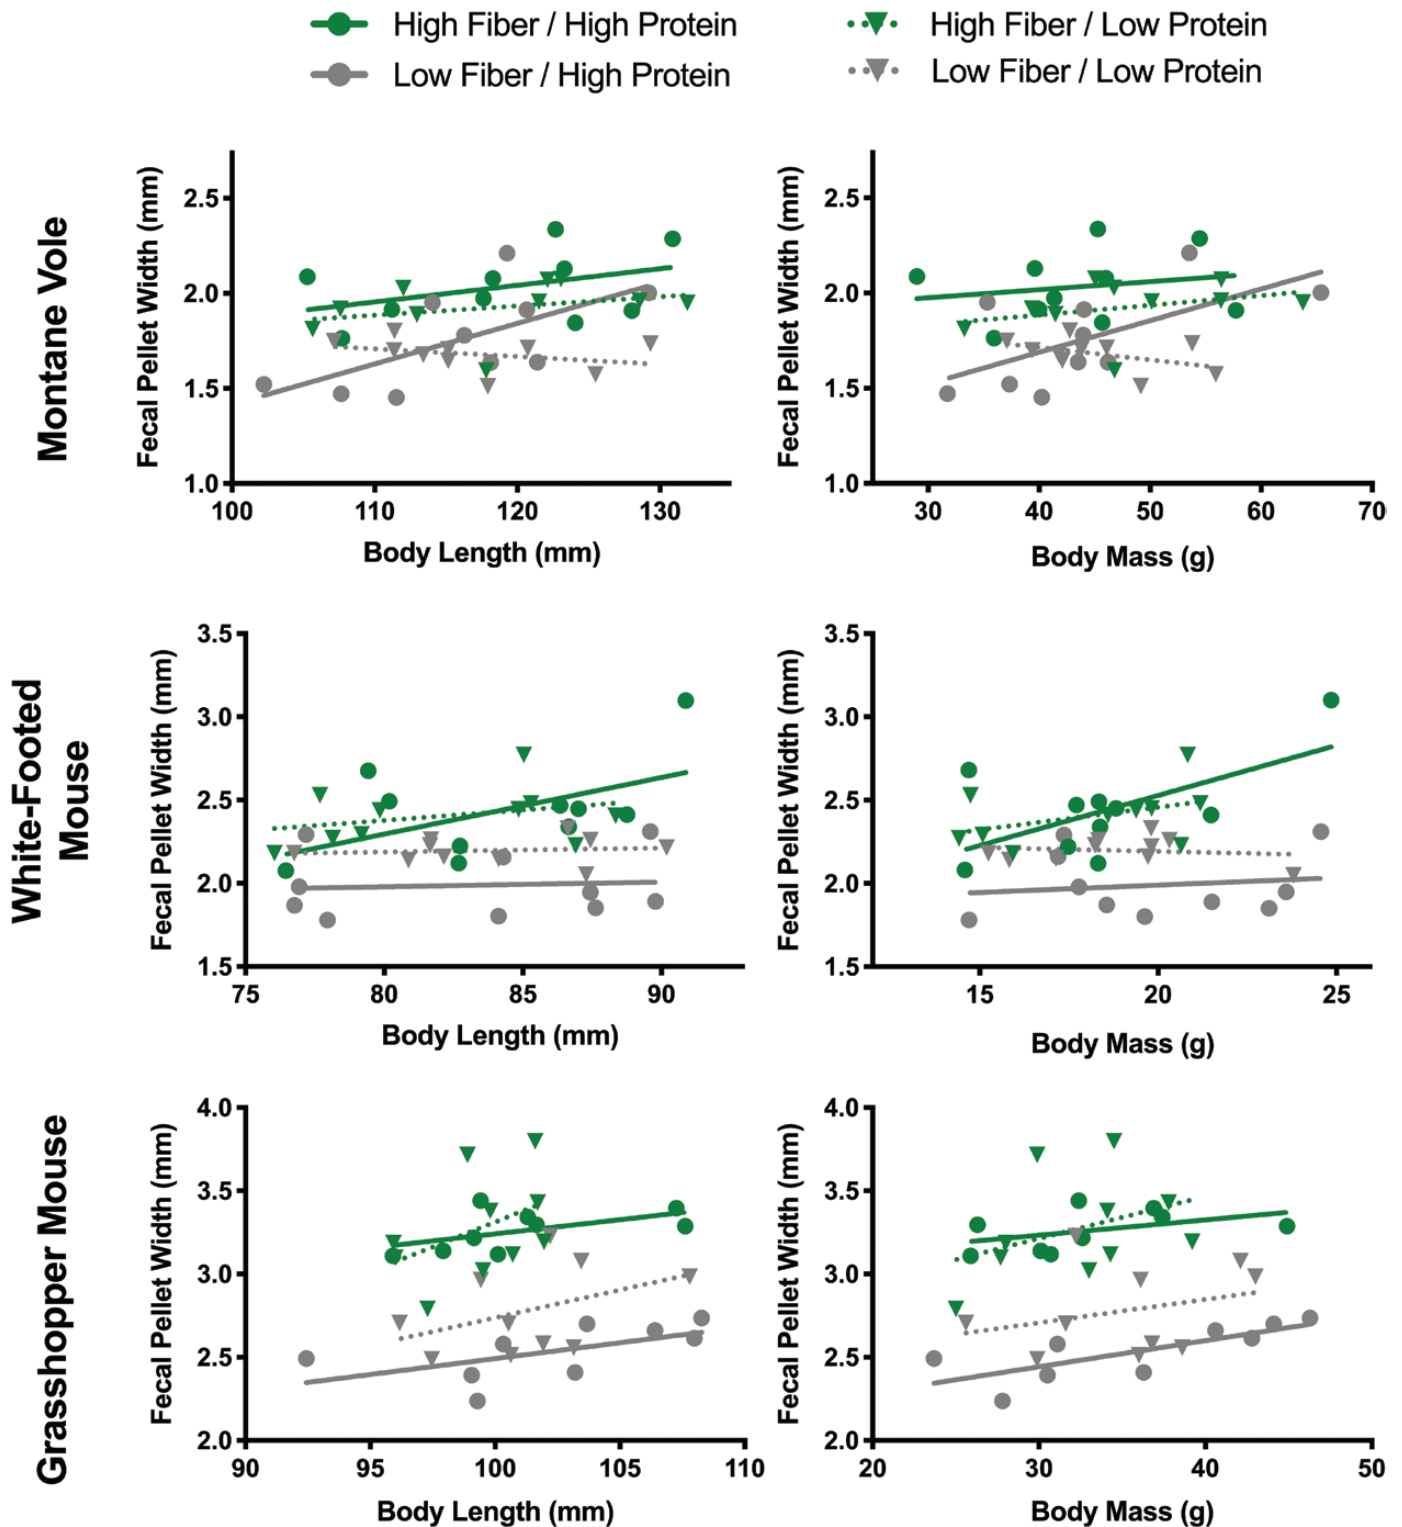 High Fiber / High Protein
High Fiber / Low Protein
Low Fiber / High Protein
Low Fiber / Low Protein
Montane Vole
Fecal Pellet Width (mm)
2.5
2.0
1.5
1.0
100 110 120 130
Body Length (mm)
Fecal Pellet Width (mm)
2.5
2.0
1.5
1.0
30 40 50 60 70
Body Mass (g)
White-Footed
Mouse
Fecal Pellet Width (mm)
3.5
3.0
2.5
2.0
1.5
75 80 85 90
Body Length (mm)
Fecal Pellet Width (mm)
3.5
3.0
2.5
2.0
1.5
15 20 25
Body Mass (g)
Grasshopper Mouse
Fecal Pellet Width (mm)
4.0
3.5
3.0
2.5
2.0
90 95 100 105 110
Body Length (mm)
Fecal Pellet Width (mm)
4.0
3.5
3.0
2.5
2.0
20 30 40 50
Body Mass (g)